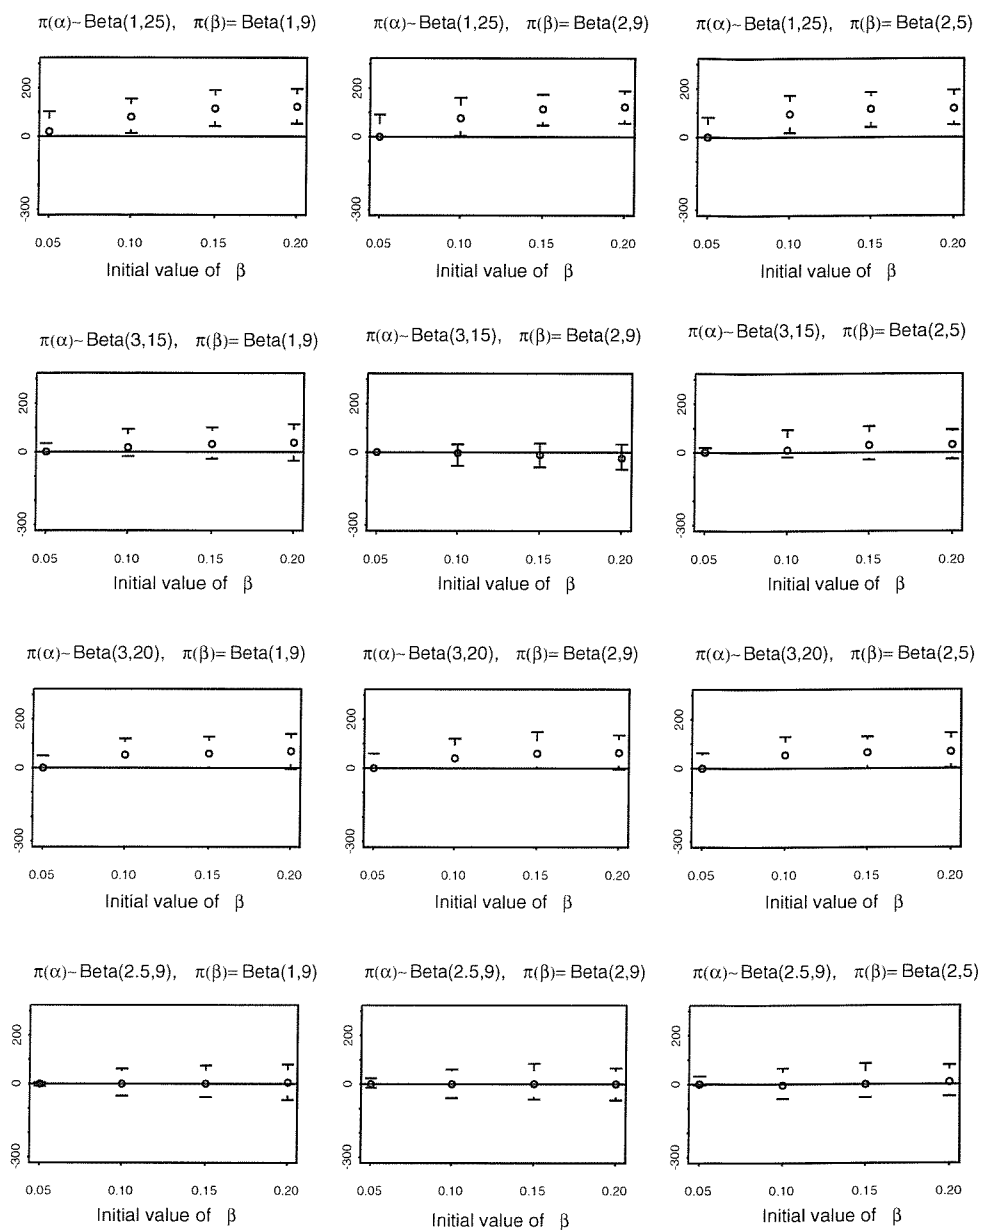 π(α)~Beta(1,25), π(β)= Beta(1,9)
π(α)~Beta(1,25), π(β)= Beta(2,9)
π(α)~Beta(1,25), π(β)= Beta(2,5)
200
0
-300
200
0
-300
200
0
-300
0.05 0.10 0.15 0.20
0.05 0.10 0.15 0.20
0.05 0.10 0.15 0.20
Initial value of β
Initial value of β
Initial value of β
π(α)~Beta(3,15), π(β)= Beta(1,9)
π(α)~Beta(3,15), π(β)= Beta(2,9)
π(α)~Beta(3,15), π(β)= Beta(2,5)
200
0
-300
200
0
-300
200
0
-300
0.05 0.10 0.15 0.20
0.05 0.10 0.15 0.20
0.05 0.10 0.15 0.20
Initial value of β
Initial value of β
Initial value of β
π(α)~Beta(3,20), π(β)= Beta(1,9)
π(α)~Beta(3,20), π(β)= Beta(2,9)
π(α)~Beta(3,20), π(β)= Beta(2,5)
200
0
-300
200
0
-300
200
0
-300
0.05 0.10 0.15 0.20
0.05 0.10 0.15 0.20
0.05 0.10 0.15 0.20
Initial value of β
Initial value of β
Initial value of β
π(α)~Beta(2.5,9), π(β)= Beta(1,9)
π(α)~Beta(2.5,9), π(β)= Beta(2,9)
π(α)~Beta(2.5,9), π(β)= Beta(2,5)
200
0
-300
200
0
-300
200
0
-300
0.05 0.10 0.15 0.20
0.05 0.10 0.15 0.20
0.05 0.10 0.15 0.20
Initial value of β
Initial value of β
Initial value of β